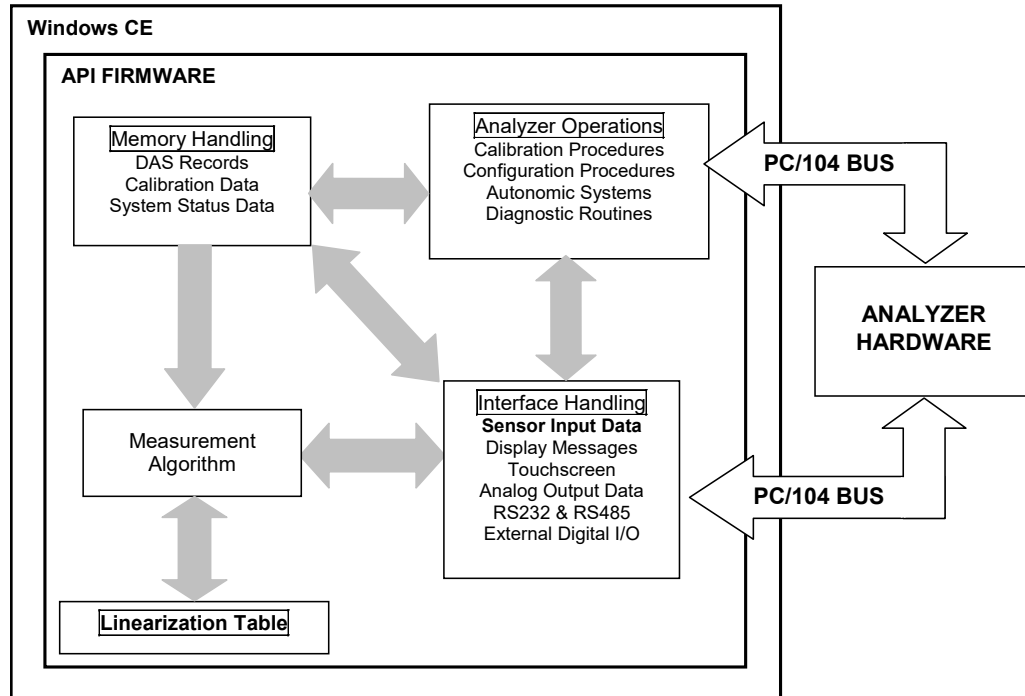 Windows CE
API FIRMWARE
Memory Handling
DAS Records
Calibration Data
System Status Data
Analyzer Operations
Calibration Procedures
Configuration Procedures
Autonomic Systems
Diagnostic Routines
PC/104 BUS
ANALYZER
HARDWARE
Measurement
Algorithm
Interface Handling
Sensor Input Data
Display Messages
Touchscreen
Analog Output Data
RS232 & RS485
External Digital I/O
PC/104 BUS
Linearization Table